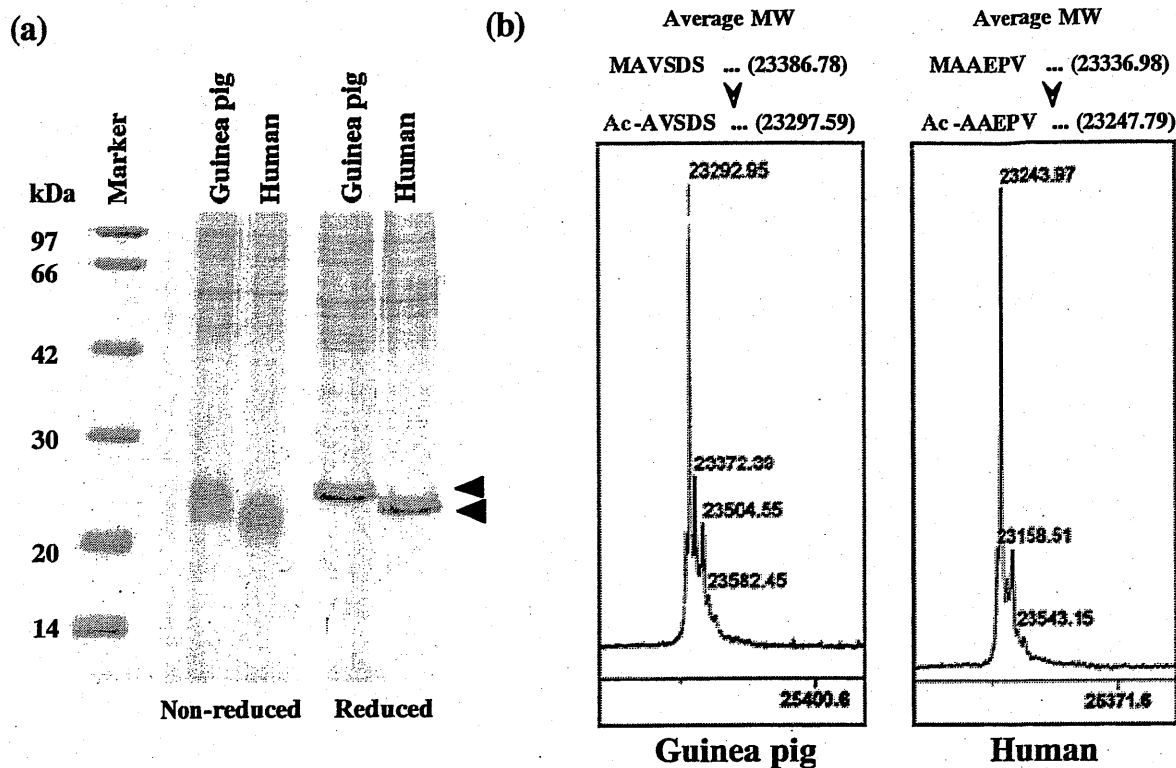 (a)
kDa
Marker
Guinea pig
Human
Guinea pig
Human
97
66
42
30
20
14
Non-reduced
Reduced
(b)
Average MW
MAVSDS ... (23386.78)
Ac-AVSDS ... (23297.59)
23292.95
23372.39
23504.55
23582.45
25400.6
Guinea pig
Average MW
MAAEPV ... (23336.98)
Ac-AAEPV ... (23247.79)
23243.97
23158.51
23543.15
25371.6
Human